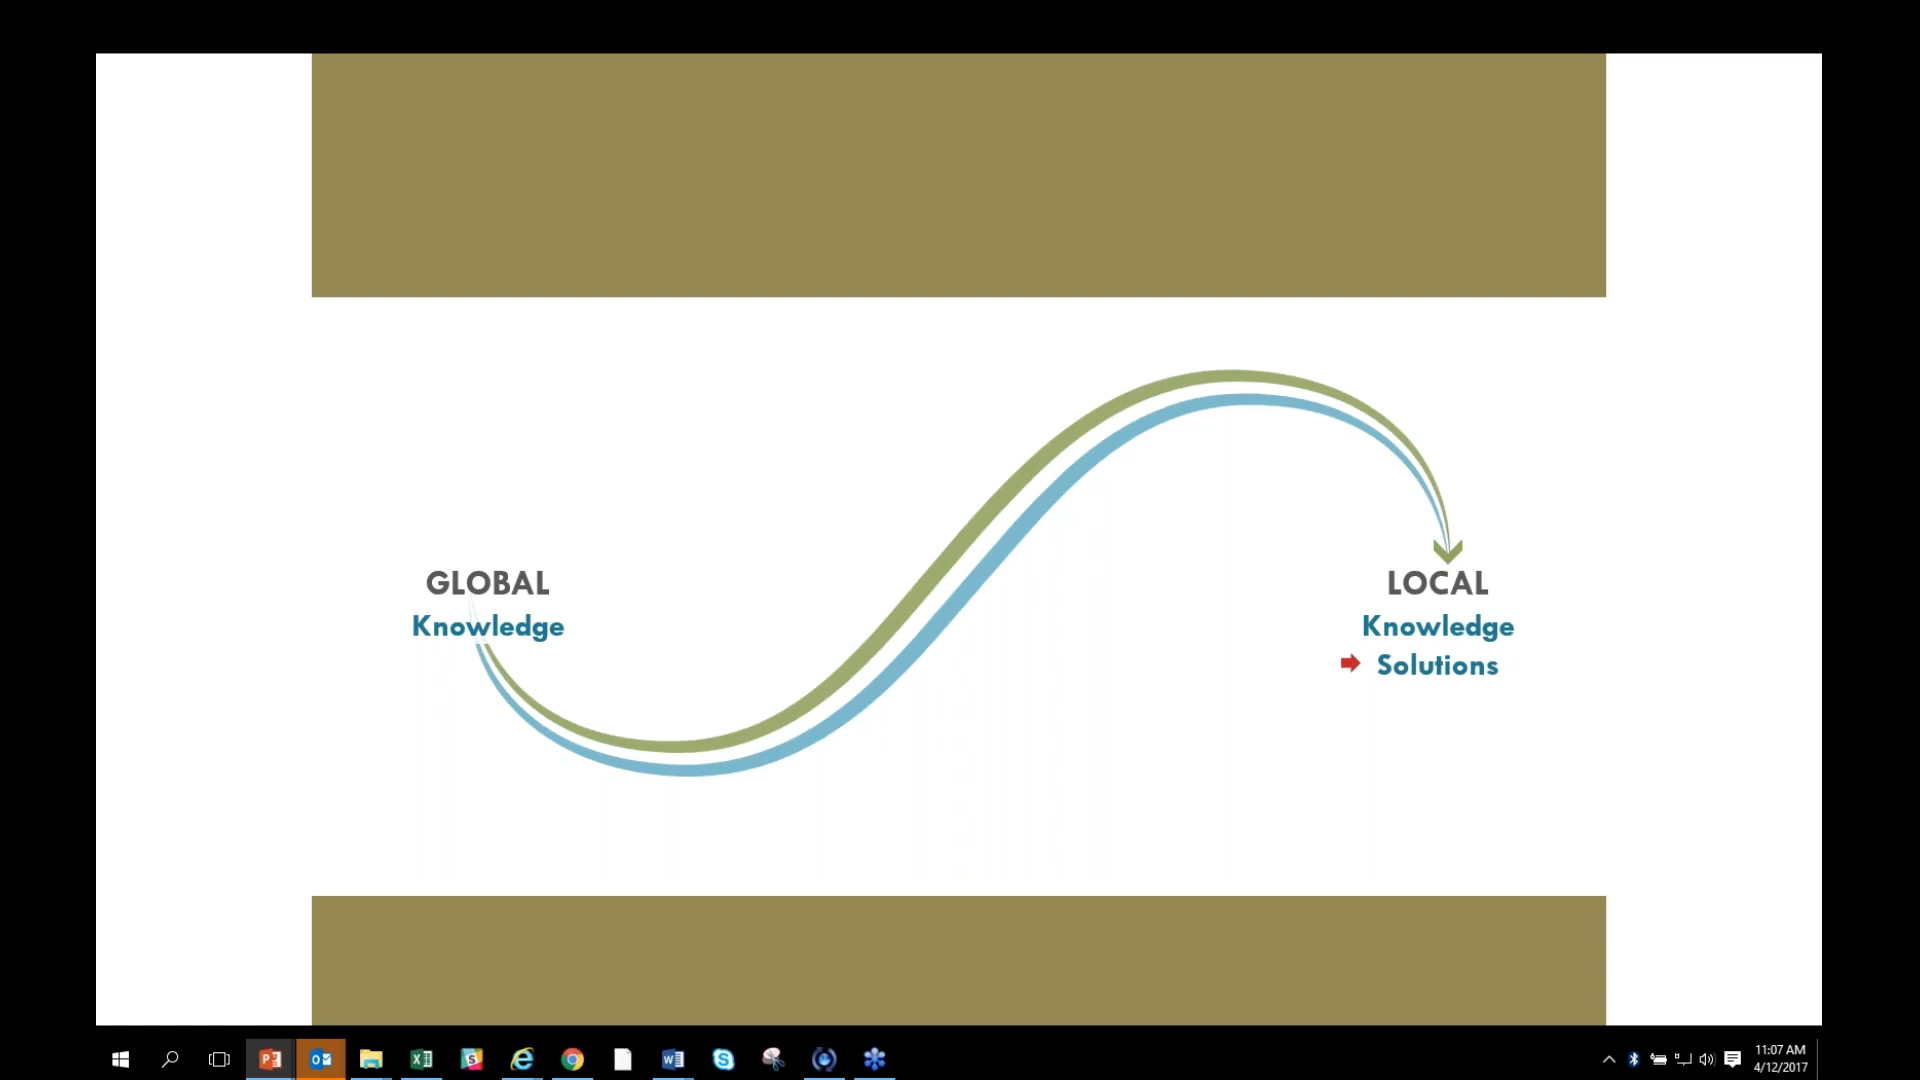 GLOBAL
Knowledge
LOCAL
Knowledge
Solutions
11:07 AM
4/12/2017